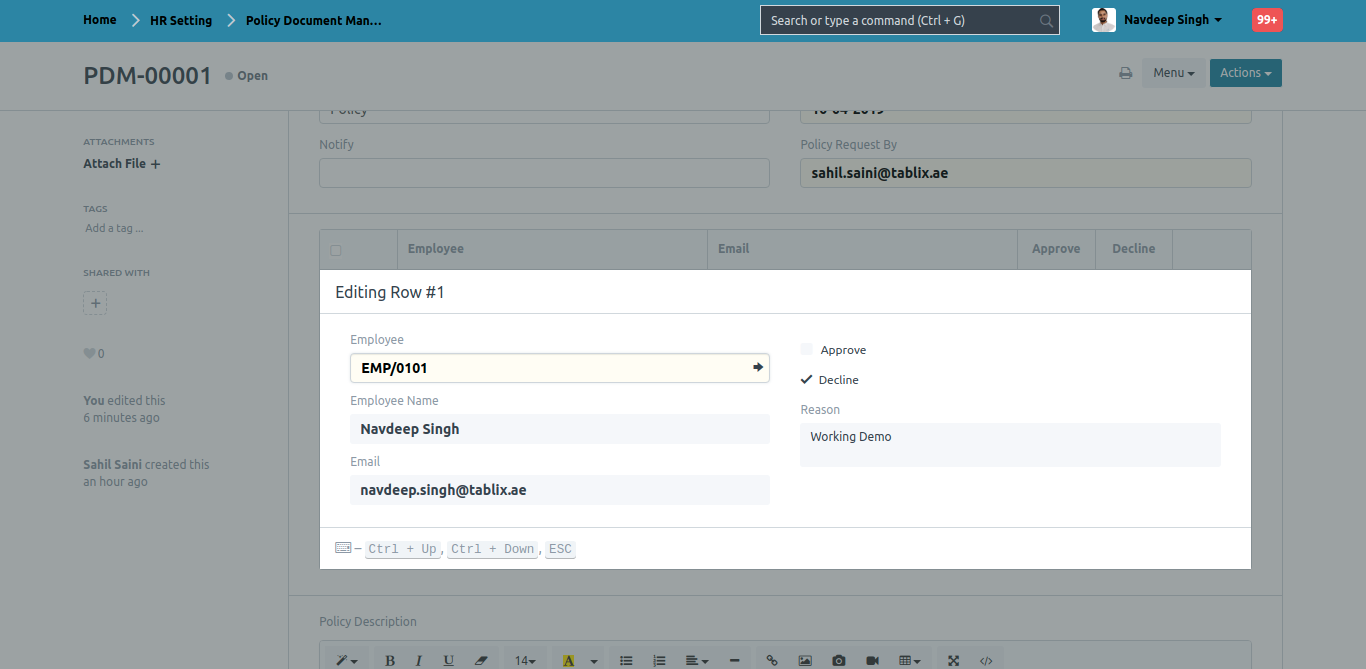 Home HR Setting Policy Document Man...
Search or type a command (Ctrl + G)
Navdeep Singh
99+
PDM-00001 Open
Menu Actions
Policy
10-04-2019
ATTACHMENTS
Attach File +
TAGS
Add a tag ...
SHARED WITH
+
0
You edited this
6 minutes ago
Sahil Saini created this
an hour ago
Notify
Policy Request By
sahil.saini@tablix.ae
Employee Email Approve Decline
Editing Row #1
Employee
EMP/0101
Employee Name
Navdeep Singh
Email
navdeep.singh@tablix.ae
Approve
Decline
Reason
Working Demo
– Ctrl + Up, Ctrl + Down, ESC
Policy Description
B I U 14 A </>